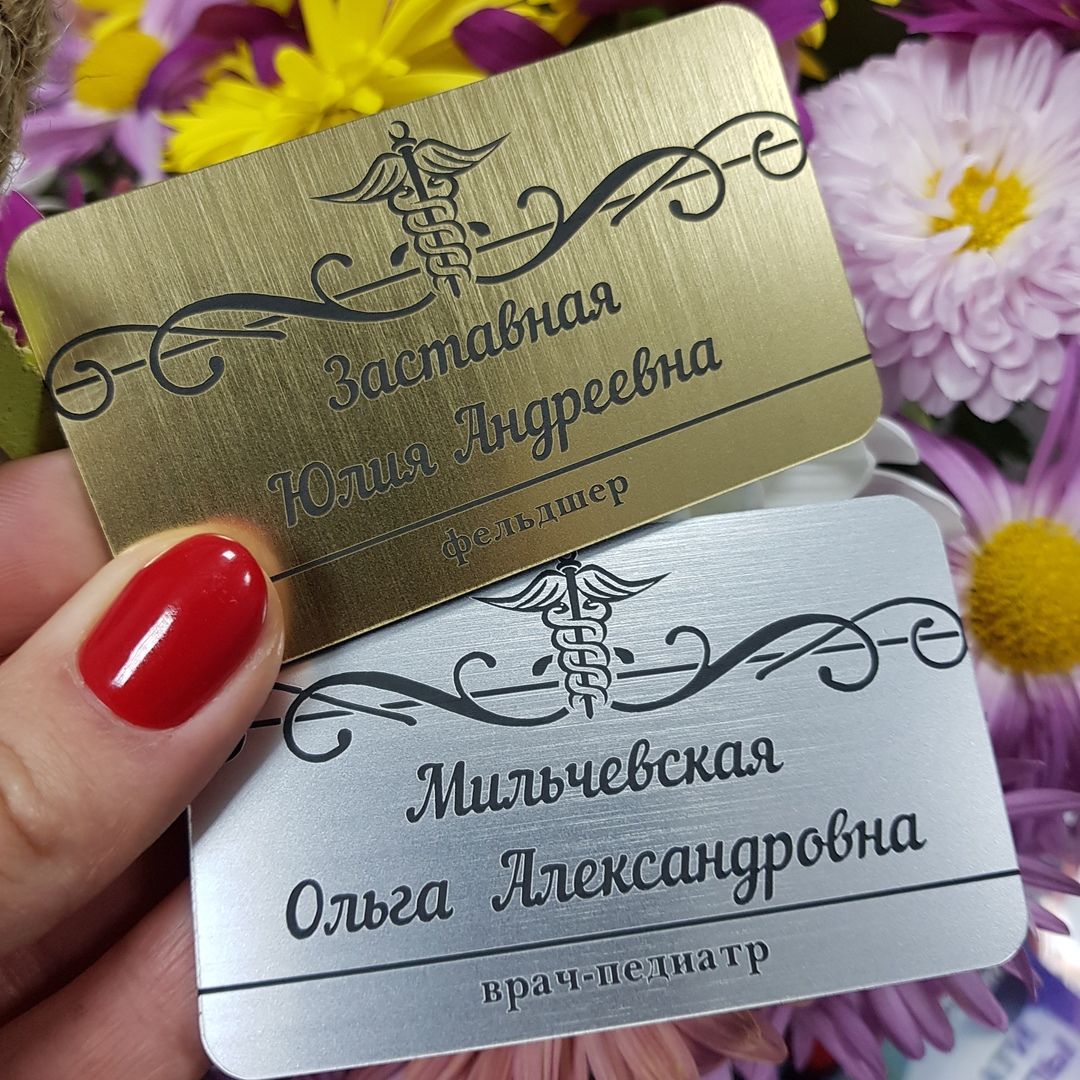 Заставная
Юлия Андреевна
фельдшер
Мильчевская
Ольга Александровна
врач-педиатр